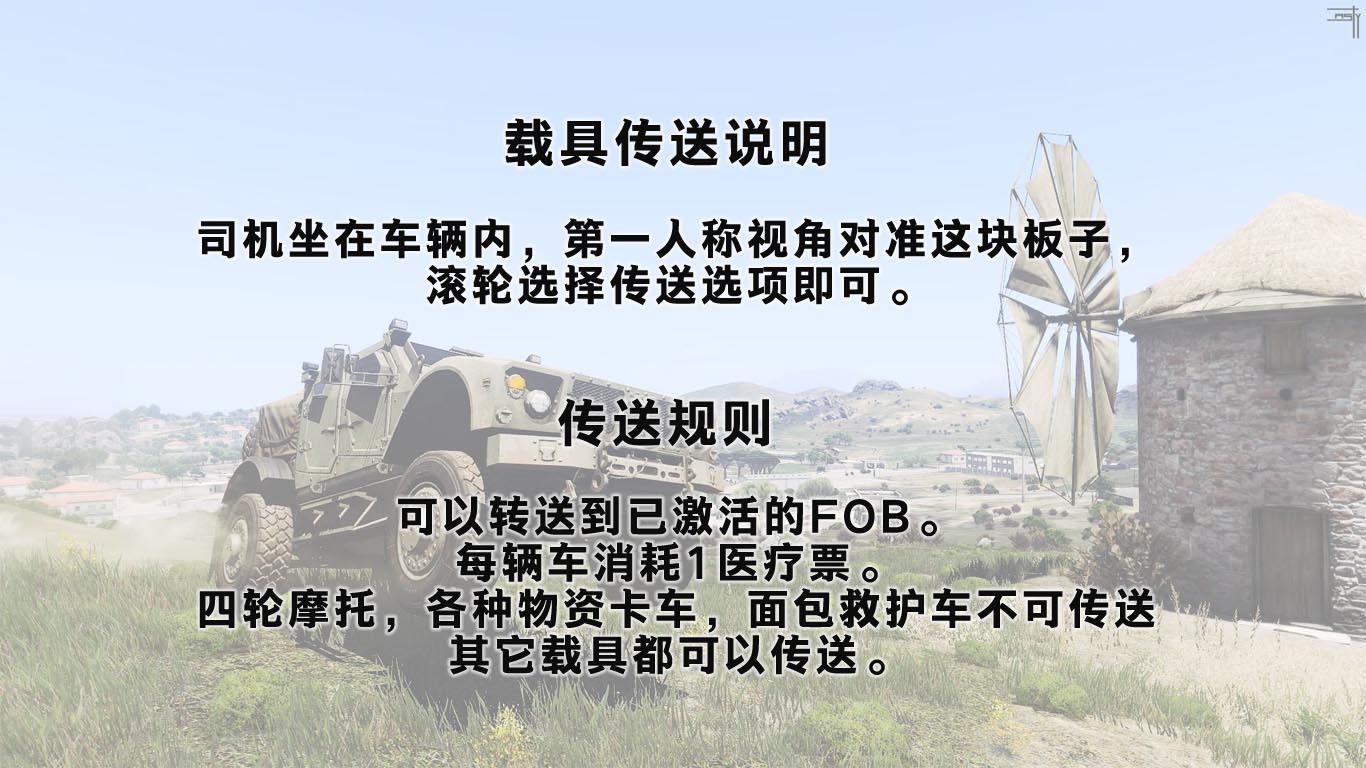 载具传送说明
司机坐在车辆内，第一人称视角对准这块板子，
滚轮选择传送选项即可。
传送规则
可以转送到已激活的FOB。
每辆车消耗1医疗票。
四轮摩托，各种物资卡车，面包救护车不可传送
其它载具都可以传送。